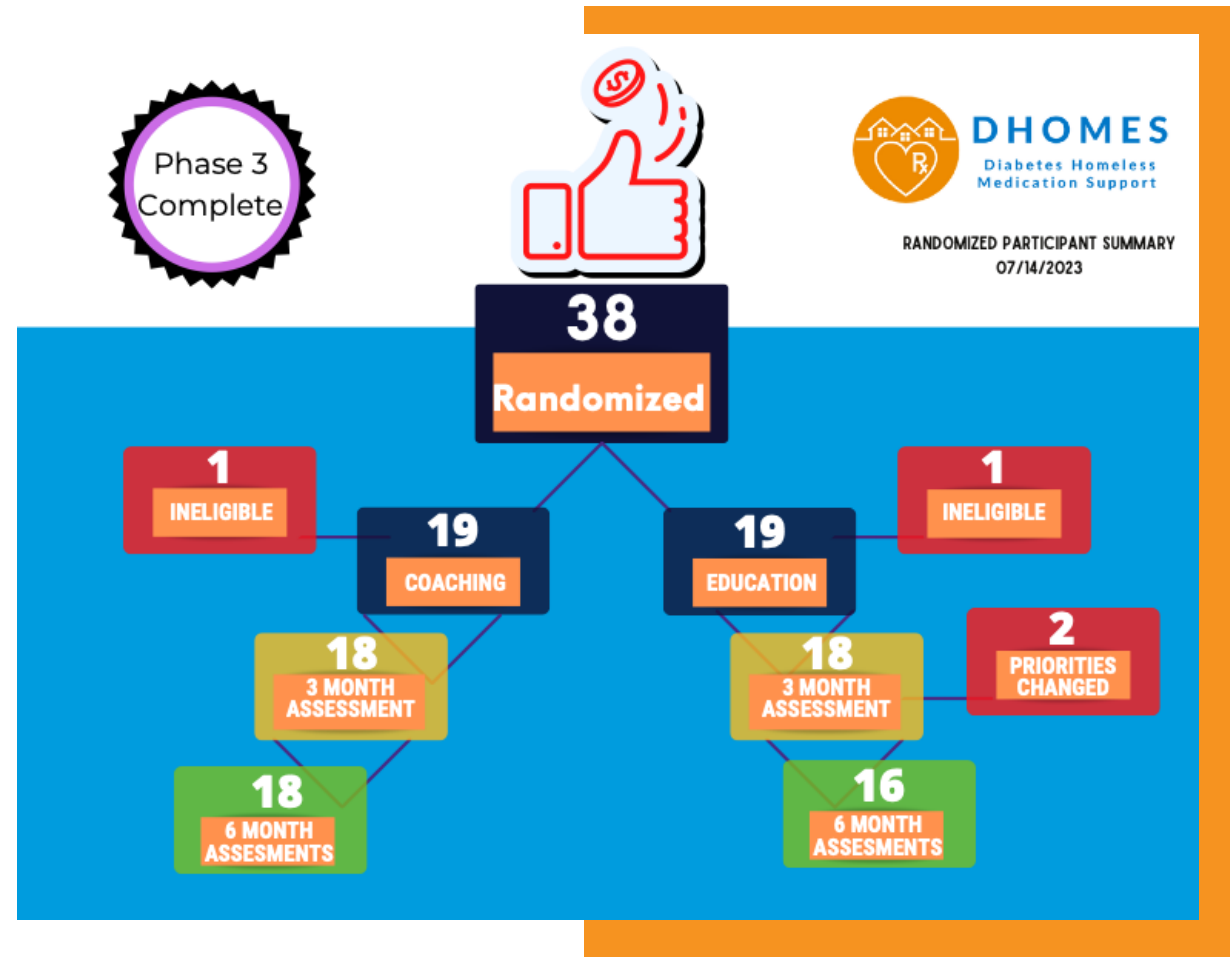 Phase 3
Complete
$
Rx
DHOMES
Diabetes Homeless
Medication Support
RANDOMIZED PARTICIPANT SUMMARY
07/14/2023
38
Randomized
1
INELIGIBLE
19
COACHING
19
EDUCATION
1
INELIGIBLE
18
3 MONTH
ASSESSMENT
18
3 MONTH
ASSESSMENT
2
PRIORITIES
CHANGED
18
6 MONTH
ASSESMENTS
16
6 MONTH
ASSESMENTS